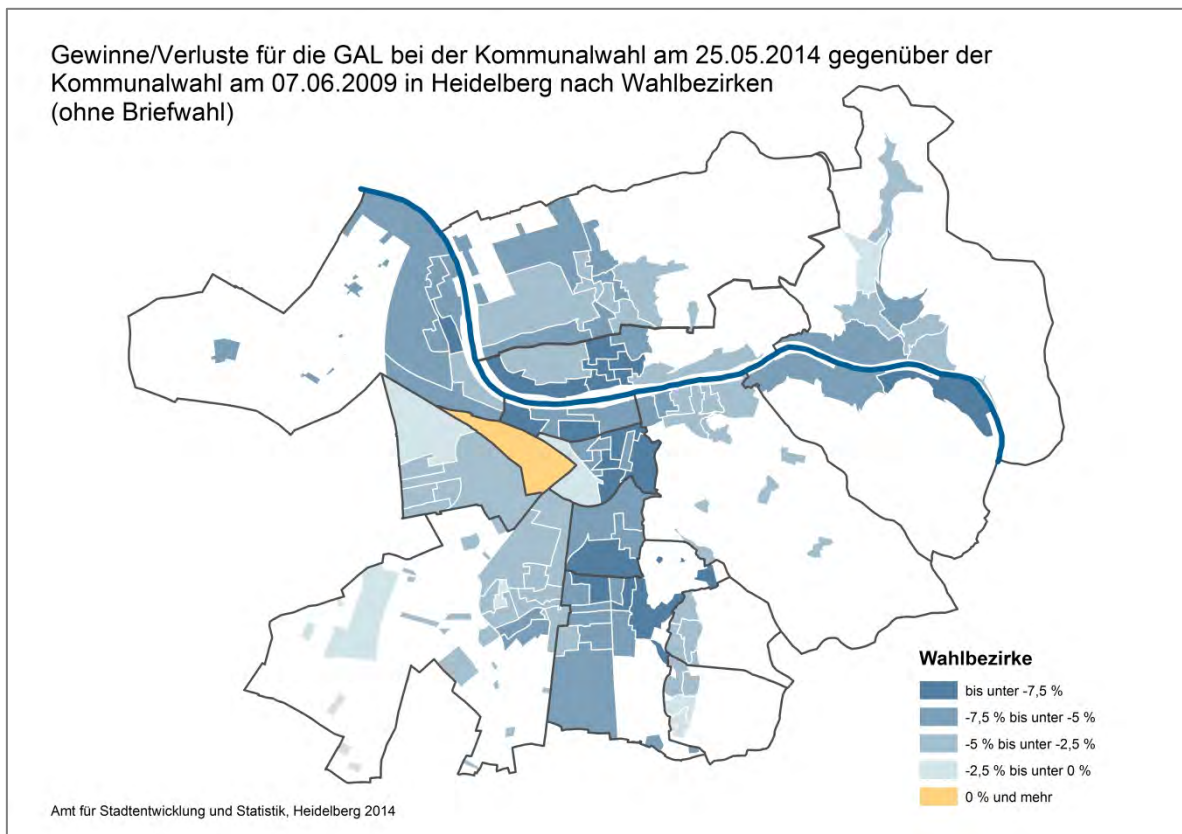 Gewinne/Verluste für die GAL bei der Kommunalwahl am 25.05.2014 gegenüber der
Kommunalwahl am 07.06.2009 in Heidelberg nach Wahlbezirken
(ohne Briefwahl)
Wahlbezirke
bis unter -7,5 %
-7,5 % bis unter -5 %
-5 % bis unter -2,5 %
-2,5 % bis unter 0 %
0 % und mehr
Amt für Stadtentwicklung und Statistik, Heidelberg 2014